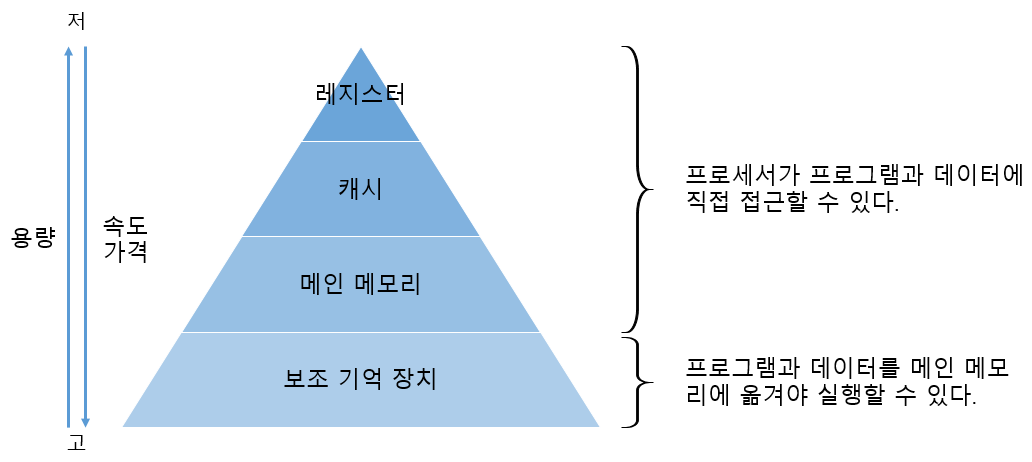 저
레지스터
캐시
프로세서가 프로그램과 데이터에
직접 접근할 수 있다.
용량
속도
가격
메인 메모리
보조 기억 장치
프로그램과 데이터를 메인 메모
리에 옮겨야 실행할 수 있다.
고